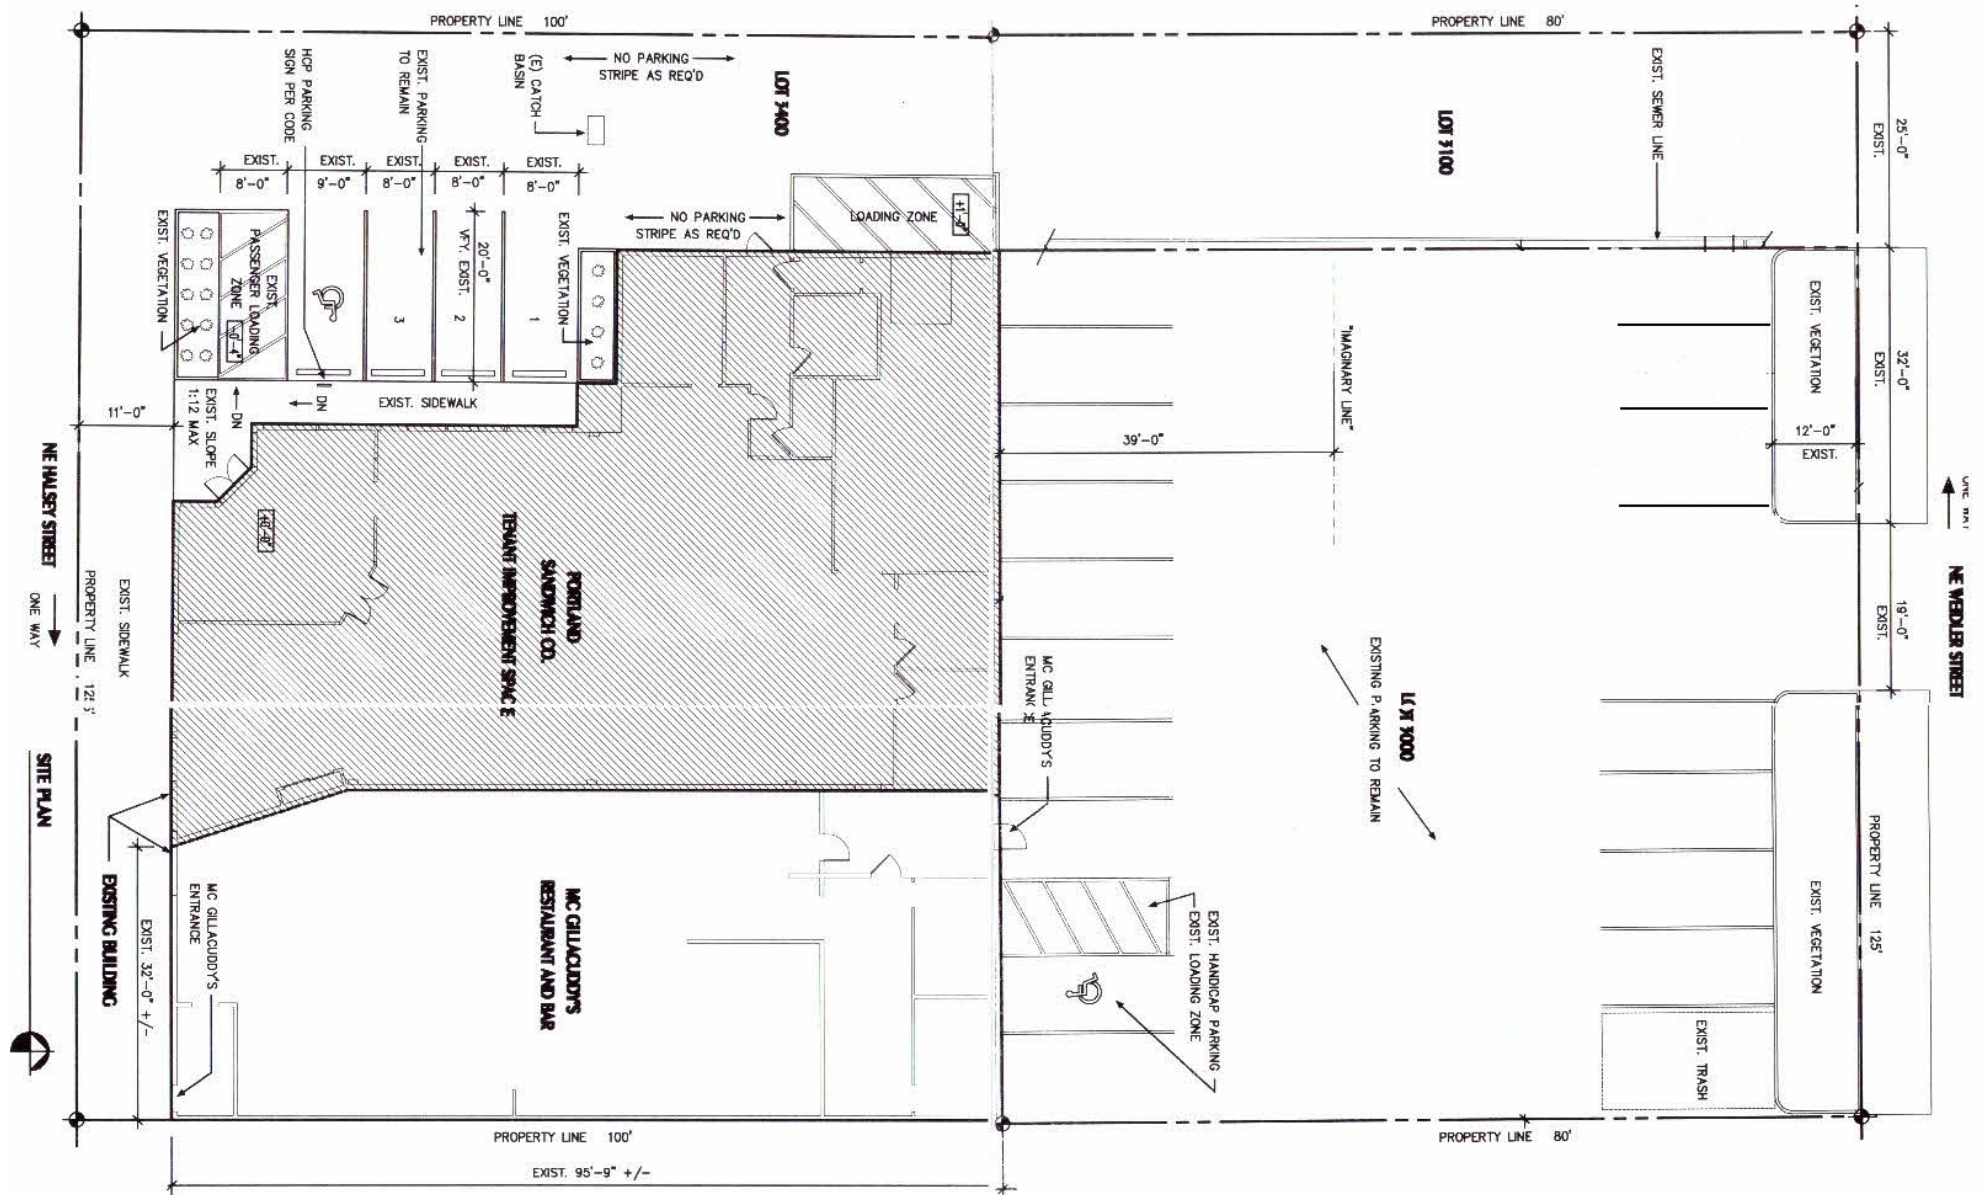 PROPERTY LINE 100'
PROPERTY LINE 80'
HCP PARKING
SIGN PER CODE
EXIST. PARKING
TO REMAIN
(E) CATCH
BASIN
NO PARKING
STRIPE AS REQ'D
LOT 3400
LOT 3100
EXIST. SEWER LINE
25'-0"
EXIST.
EXIST.
8'-0"
EXIST.
9'-0"
EXIST.
8'-0"
EXIST.
8'-0"
EXIST.
8'-0"
NO PARKING
STRIPE AS REQ'D
LOADING ZONE
+1'-0"
EXIST. VEGETATION
EXIST.
PASSENGER LOADING
ZONE
-0'-4"
3
2
1
20'-0"
VFY. EXIST.
EXIST. VEGETATION
"IMAGINARY LINE"
EXIST. VEGETATION
32'-0"
EXIST.
12'-0"
EXIST.
39'-0"
11'-0"
EXIST. SLOPE
1:12 MAX
DN
DN
EXIST. SIDEWALK
NE HALSEY STREET
ONE WAY
PROPERTY LINE
EXIST. SIDEWALK
PORTLAND
SANDWICH CO.
TENANT IMPROVEMENT SPACE
MC GILLACUDDY'S
ENTRANCE
EXISTING PARKING TO REMAIN
19'-0"
EXIST.
ONE WAY
NE WEIDLER STREET
PROPERTY LINE 125'
EXIST. VEGETATION
SITE PLAN
EXISTING BUILDING
EXIST. 32'-0" +/-
MC GILLACUDDY'S
ENTRANCE
MC GILLACUDDY'S
RESTAURANT AND BAR
EXIST. HANDICAP PARKING
EXIST. LOADING ZONE
EXIST. TRASH
PROPERTY LINE 100'
PROPERTY LINE 80'
EXIST. 95'-9" +/-